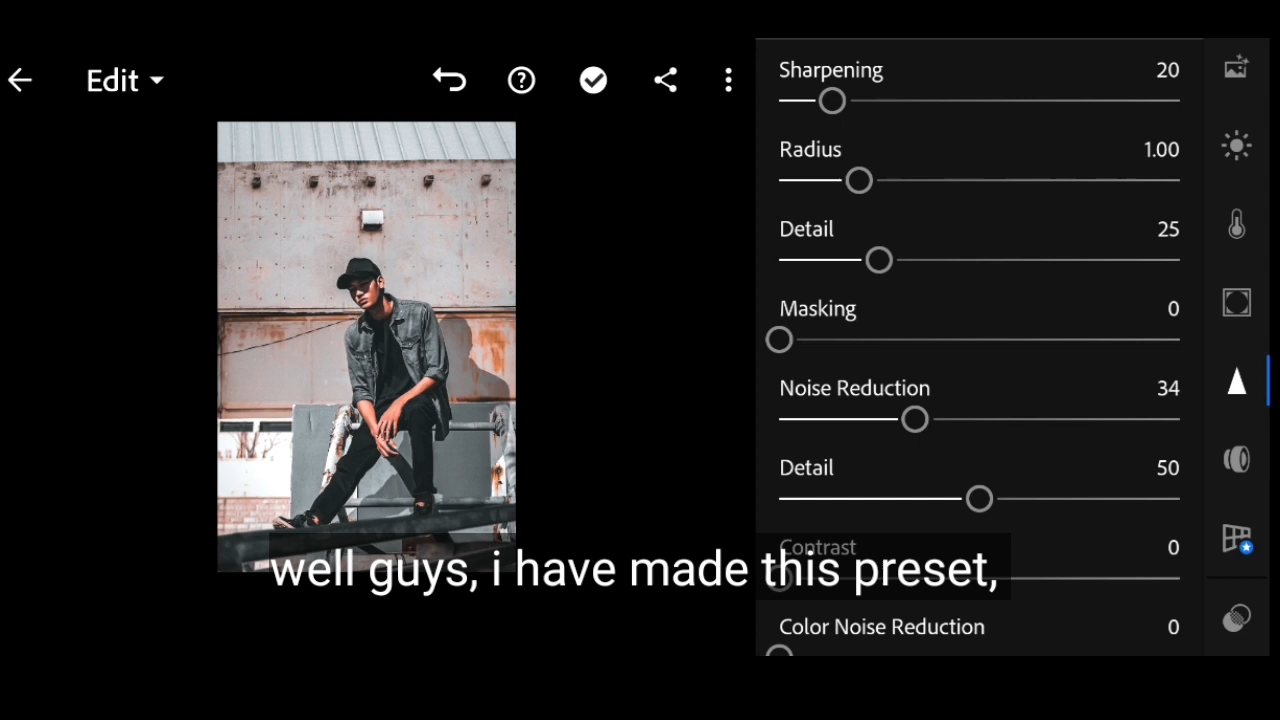 Edit
Sharpening 20
Radius 1.00
Detail 25
Masking 0
Noise Reduction 34
Detail 50
Contrast 0
well guys, i have made this preset,
Color Noise Reduction 0